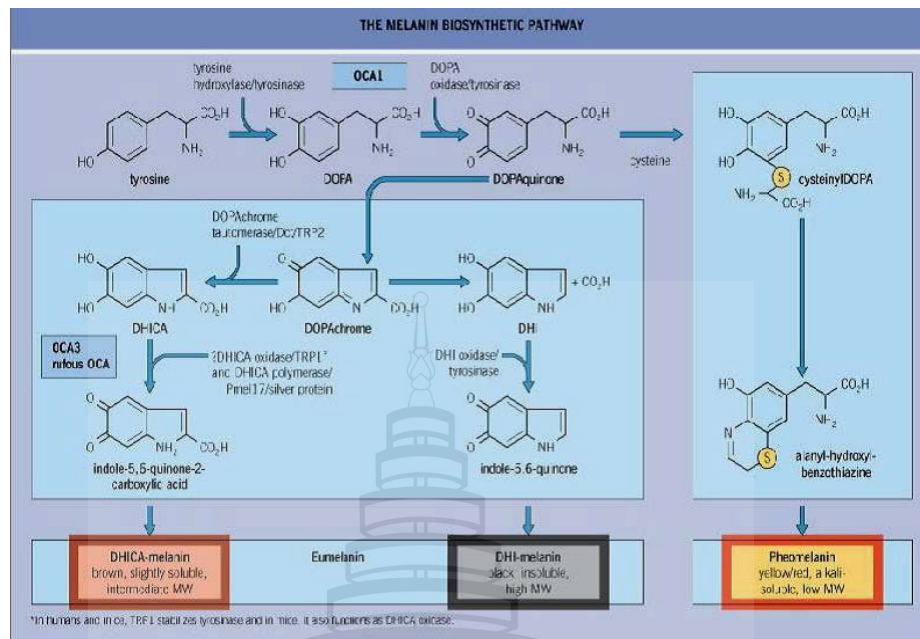 THE MELANIN BIOSYNTHETIC PATHWAY
tyrosine
hydroxylase/tyrosinase
OCA1
DOPA
oxidase/tyrosinase
HO
CO₂H
NH₂
tyrosine
HO
HO
CO₂H
NH₂
DOPA
O
O
CO₂H
NH₂
DOPAquinone
cysteine
HO
HO
CO₂H
NH₂
S
NH₂
CO₂H
cysteinylDOPA
DOPAchrome
tautomerase/Dct/TRP2
HO
HO
NH
CO₂H
DHICA
O
HO
N
CO₂H
DOPAchrome
HO
HO
NH
+ CO₂H
DHI
OCA3
rufous OCA
?DHICA oxidase/TRP1*
and DHICA polymerase/
Pmel17/silver protein
DHI oxidase/
tyrosinase
O
O
NH₂
CO₂H
indole-5,6-quinone-2-
carboxylic acid
O
O
NH
indole-5,6-quinone
HO
CO₂H
NH₂
N
S
alanyl-hydroxyl-
benzothiazine
DHICA-melanin
brown, slightly soluble,
intermediate MW
Eumelanin
DHI-melanin
black, insoluble,
high MW
Pheomelanin
yellow/red, alkali-
soluble, low MW
*In humans and mice, TRP1 stabilizes tyrosinase and in mice, it also functions as DHICA oxidase.